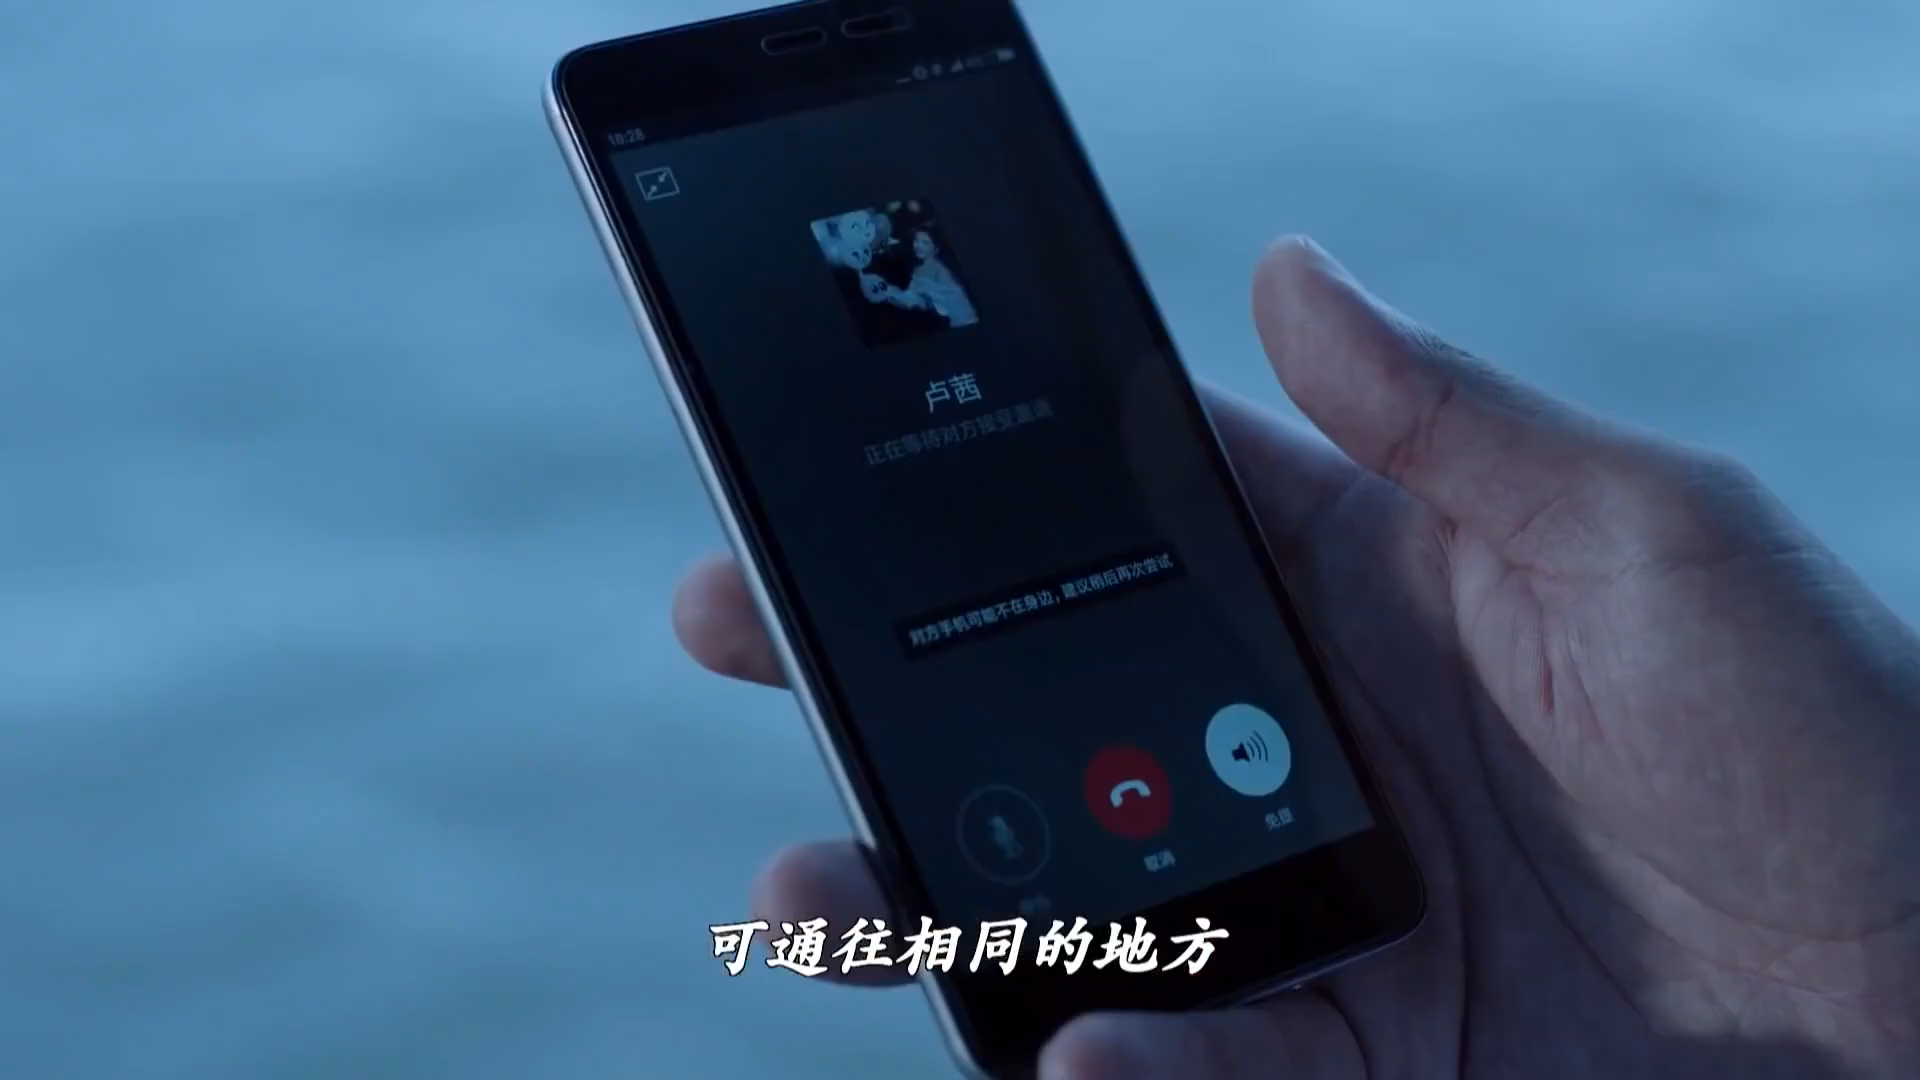 18:28
卢茜
正在等待对方接受邀请
对方手机可能不在身边，建议稍后再次尝试
取消
免提
可通往相同的地方